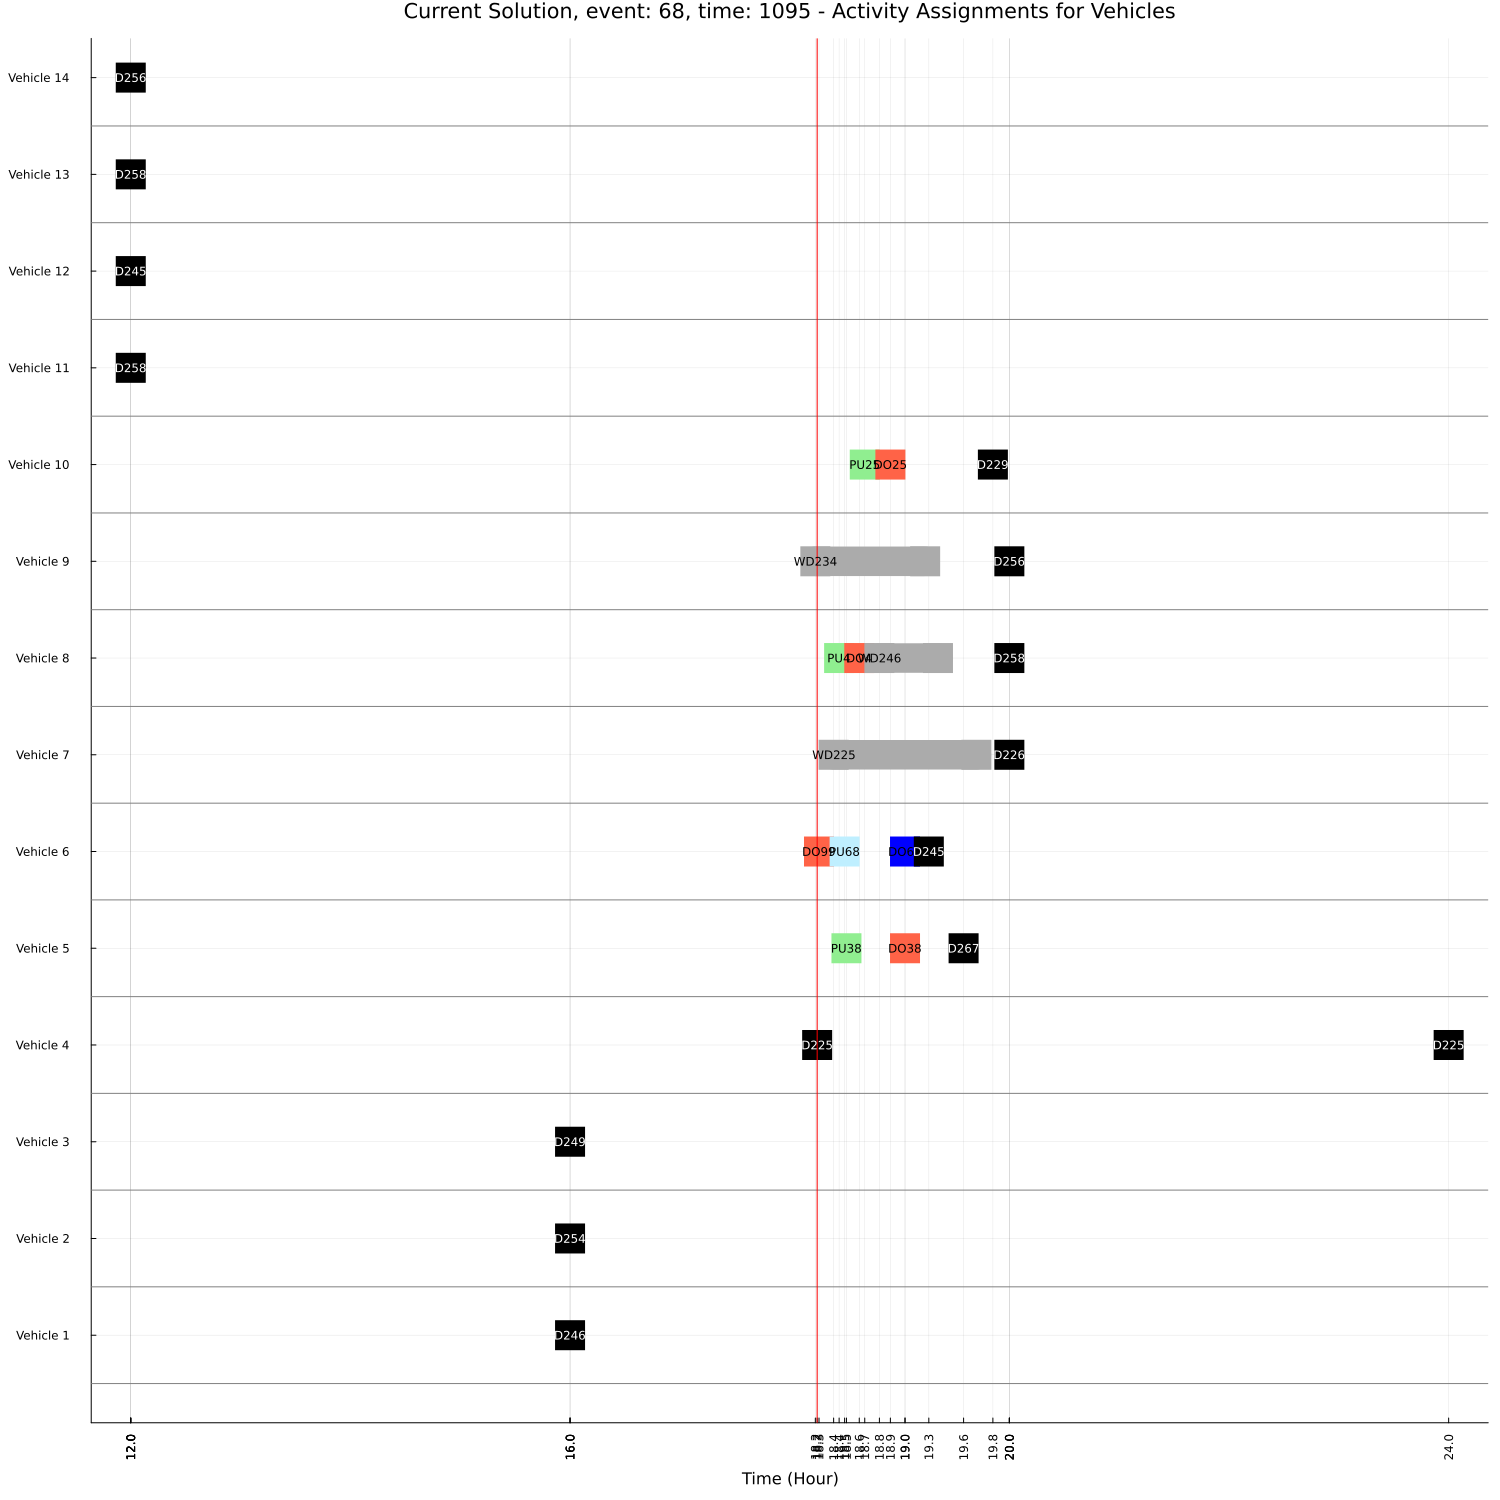 Current Solution, event: 68, time: 1095 - Activity Assignments for Vehicles
Vehicle 14 D256
Vehicle 13 D258
Vehicle 12 D245
Vehicle 11 D258
Vehicle 10 PU25 DO25 D229
Vehicle 9 WD234 D256
Vehicle 8 PU4 DO4 WD246 D258
Vehicle 7 WD225 D226
Vehicle 6 DO99 PU68 D245
Vehicle 5 PU38 DO38 D267
Vehicle 4 D225 D225
Vehicle 3 D249
Vehicle 2 D254
Vehicle 1 D246
12.0 16.0 18.4 18.6 18.7 18.8 18.9 19.0 19.3 19.6 19.8 20.0 24.0
Time (Hour)